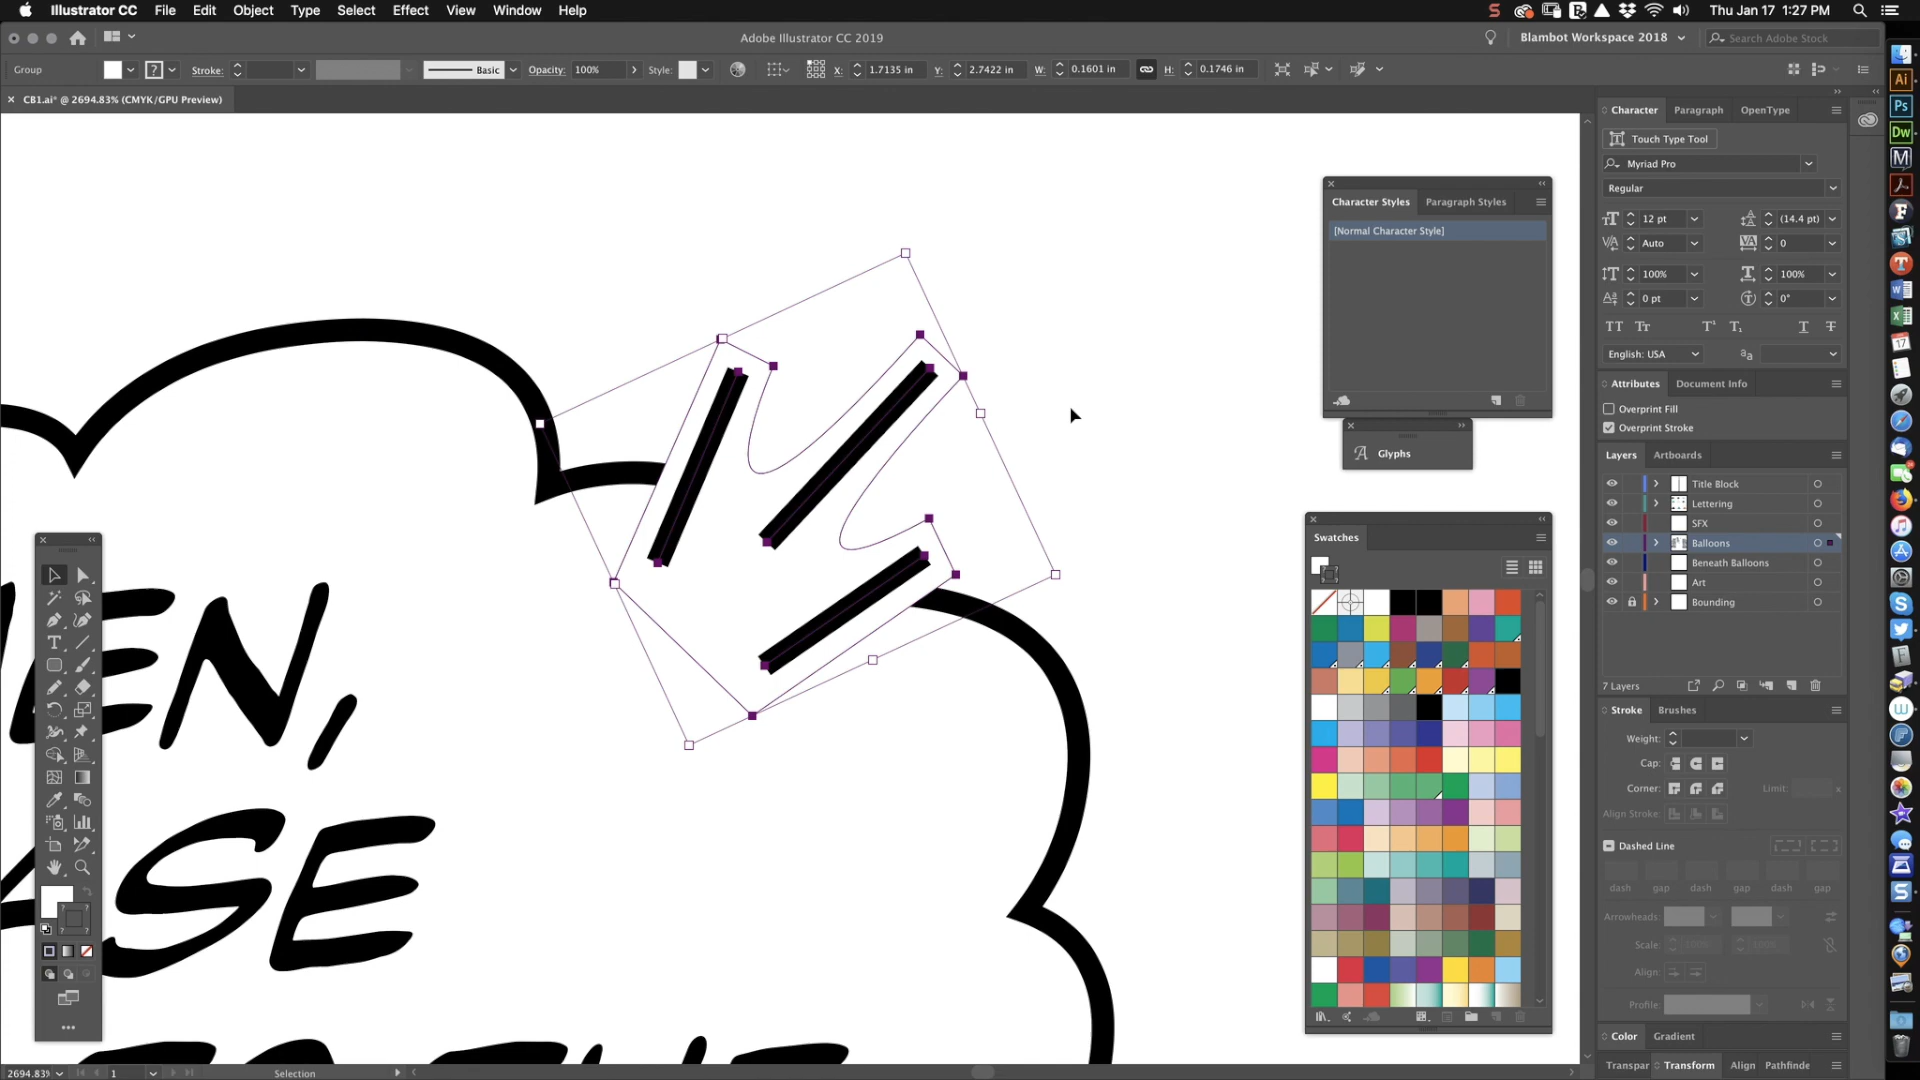 Illustrator CC File Edit Object Type Select Effect View Window Help
Thu Jan 17 1:27 PM
Adobe Illustrator CC 2019
Blambot Workspace 2018
Search Adobe Stock
Group
Stroke:
Basic
Opacity: 100%
Style:
X: 1.7135 in
Y: 2.7422 in
W: 0.1601 in
H: 0.1746 in
CB1.ai* @ 2694.83% (CMYK/GPU Preview)
Character Paragraph OpenType
Touch Type Tool
Myriad Pro
Regular
12 pt
(14.4 pt)
Auto
0
100%
100%
0 pt
0°
English: USA
Character Styles Paragraph Styles
[Normal Character Style]
Glyphs
Attributes Document Info
Overprint Fill
Overprint Stroke
Layers Artboards
Title Block
Lettering
SFX
Balloons
Beneath Balloons
Art
Bounding
7 Layers
Swatches
Stroke Brushes
Weight:
Cap:
Corner:
Limit:
Align Stroke:
Dashed Line
dash gap dash gap dash gap
Arrowheads:
Scale:
Align:
Profile:
Color Gradient
Transpar Transform Align Pathfinde
EN,
SE
2694.83%
1
Selection